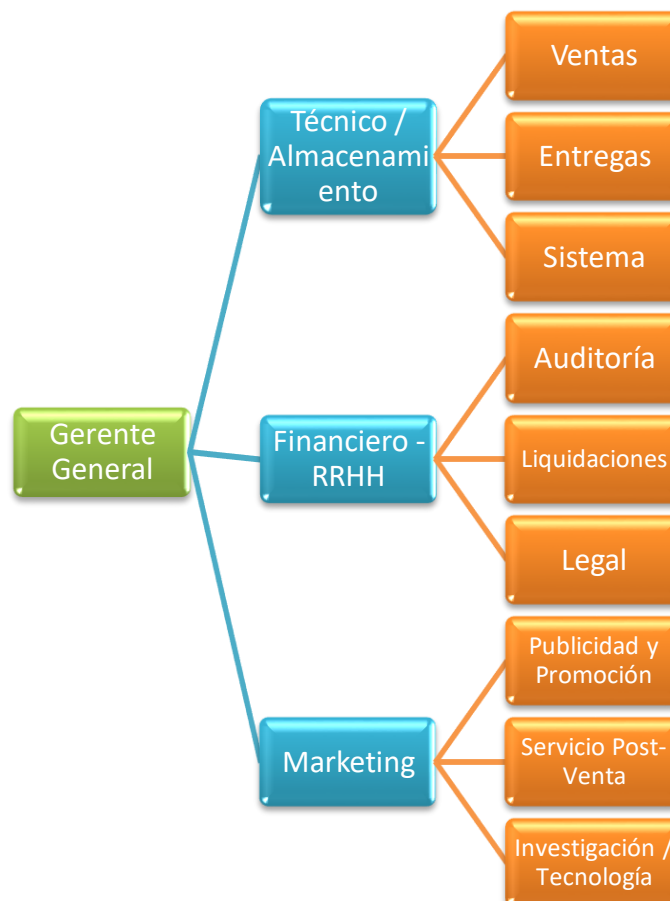 Ventas
Técnico /
Almacenami
ento
Entregas
Sistema
Auditoría
Gerente
General
Financiero -
RRHH
Liquidaciones
Legal
Publicidad y
Promoción
Marketing
Servicio Post-
Venta
Investigación /
Tecnología